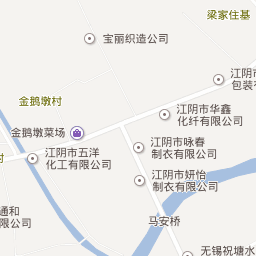 梁家住基
宝丽织造公司
江阴市
包装
金鹅墩村
江阴市华鑫
化纤有限公司
金鹅墩菜场
江阴市咏春
制衣有限公司
村
江阴市五洋
化工有限公司
江阴市妍怡
制衣有限公司
通和
有限公司
马安桥
无锡祝塘水